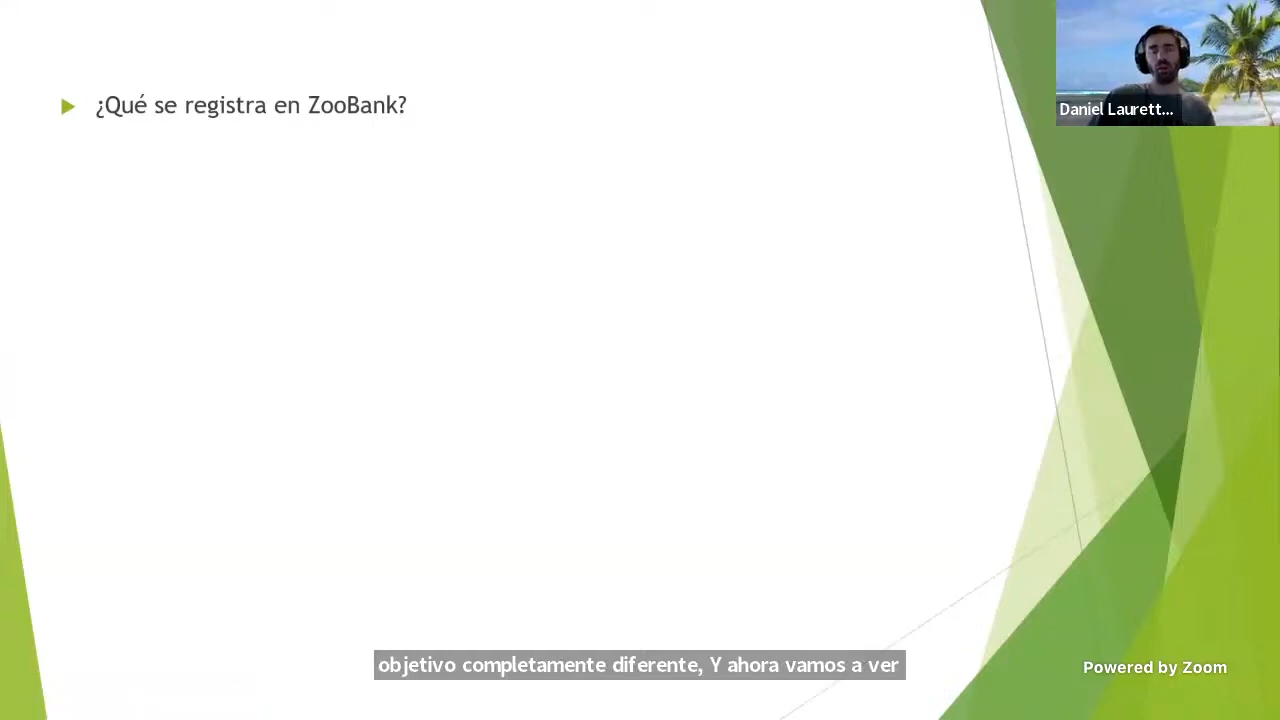 ¿Qué se registra en ZooBank?
Daniel Laurett...
objetivo completamente diferente, Y ahora vamos a ver
Powered by Zoom